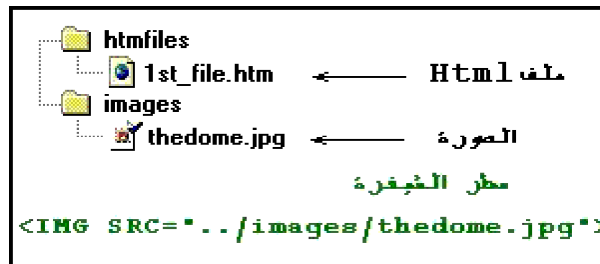 htmfiles
1st_file.htm ملف Html
images
thedome.jpg الصورة
سطر الشيفرة
<IMG SRC="../images/thedome.jpg">